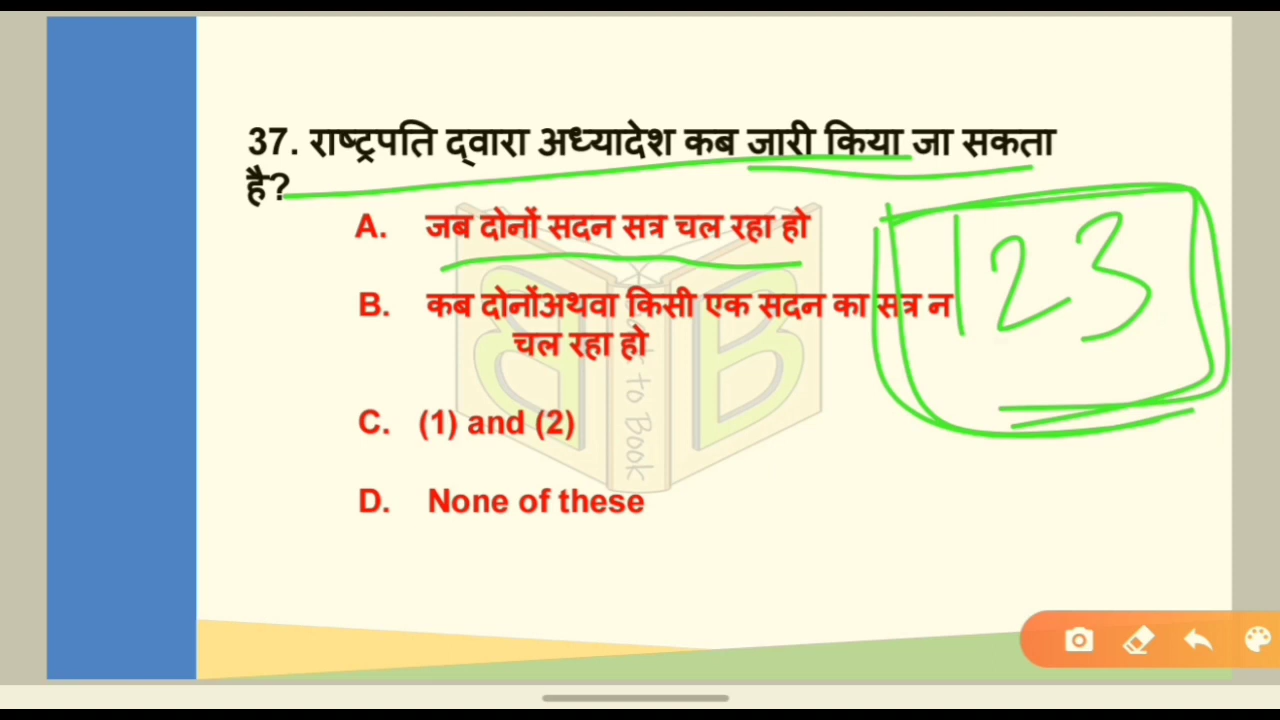 37. राष्ट्रपति द्वारा अध्यादेश कब जारी किया जा सकता
है?
A. जब दोनों सदन सत्र चल रहा हो
B. कब दोनोंअथवा किसी एक सदन का सत्र न
चल रहा हो
C. (1) and (2)
D. None of these
123